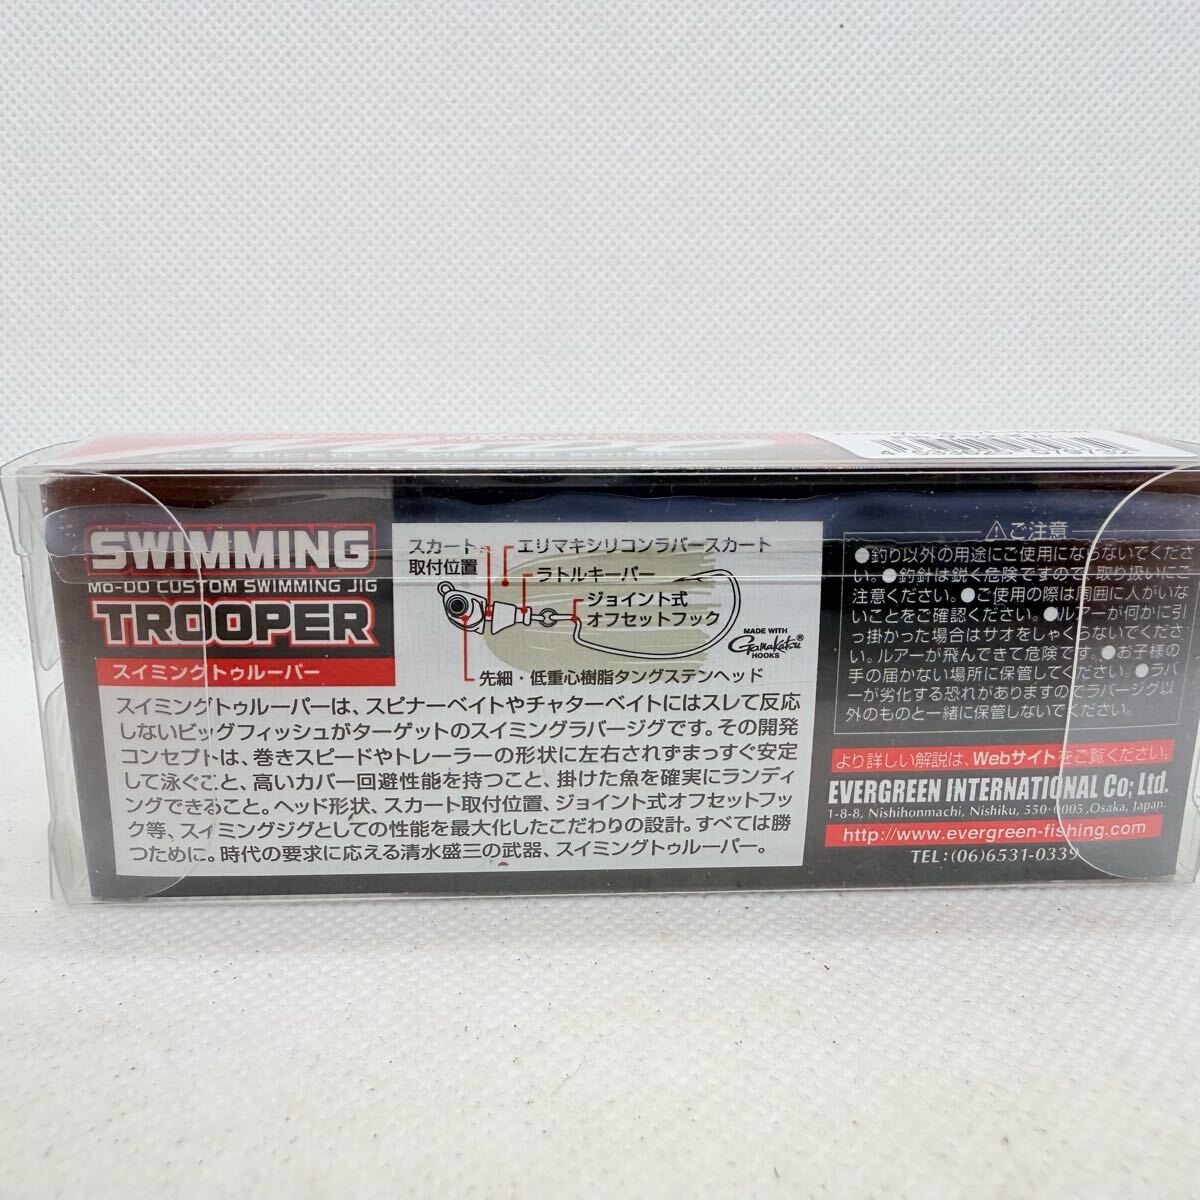 SWIMMING
Mo-DO CUSTOM SWIMMING JIG
TROOPER
スイミングトゥルーパー
スカート
取付位置
エリマキシリコンラバースカート
ラトルキーパー
ジョイント式
オフセットフック
MADE WITH
Gamakatsu®
HOOKS
先細・低重心樹脂タングステンヘッド
スイミングトゥルーパーは、スピナーベイトやチャターベイトにはスレて反応
しないビッグフィッシュがターゲットのスイミングラバージグです。その開発
コンセプトは、巻きスピードやトレーラーの形状に左右されずまっすぐ安定
して泳ぐこと、高いカバー回避性能を持つこと、掛けた魚を確実にランディ
ングできること。ヘッド形状、スカート取付位置、ジョイント式オフセットフッ
ク等、スイミングジグとしての性能を最大化したこだわりの設計。すべては勝
つために。時代の要求に応える清水盛三の武器、スイミングトゥルーパー。
⚠ご注意
●釣り以外の用途にご使用にならないでくださ
い。●釣針は鋭く危険ですので、取り扱いにご
注意ください。●ご使用の際は周囲に人がいな
いことをご確認ください。●ルアーが何かに引
っ掛かった場合はサオをしゃくらないでくださ
い。ルアーが飛んできて危険です。●お子様の
手の届かない場所に保管してください。●ラバ
ーが劣化する恐れがありますのでラバージグ以
外のものと一緒に保管しないでください。
より詳しい解説は、Webサイトをご覧ください。
EVERGREEN INTERNATIONAL Co; Ltd.
1-8-8, Nishihonmachi, Nishiku, 550-0005, Osaka, Japan.
http://www.evergreen-fishing.com
TEL:(06)6531-0339